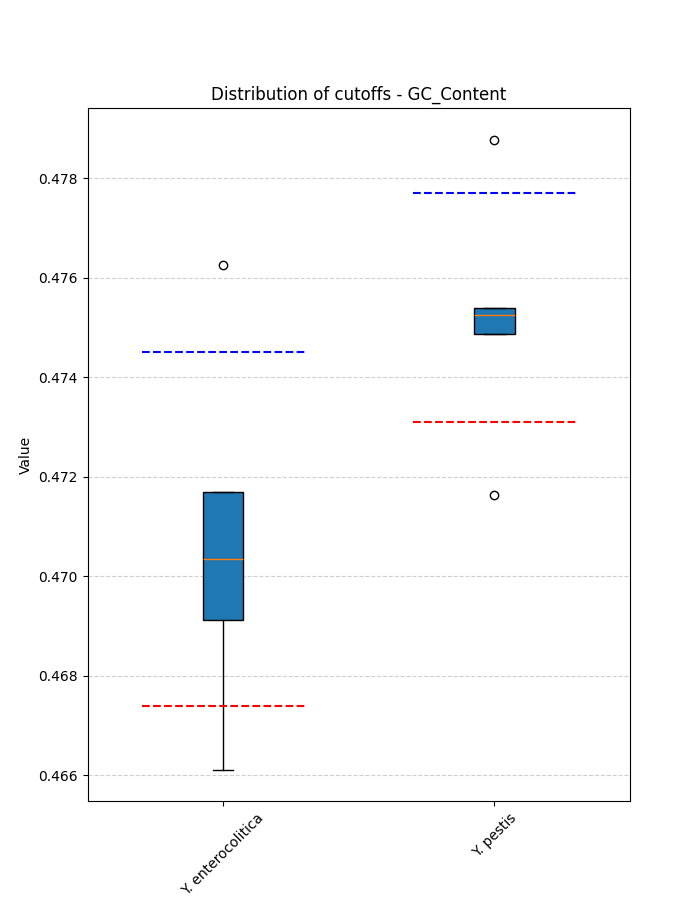 Distribution of cutoffs - GC_Content
0.478
0.476
0.474
0.472
0.470
0.468
0.466
Value
Y. enterocolitica
Y. pestis